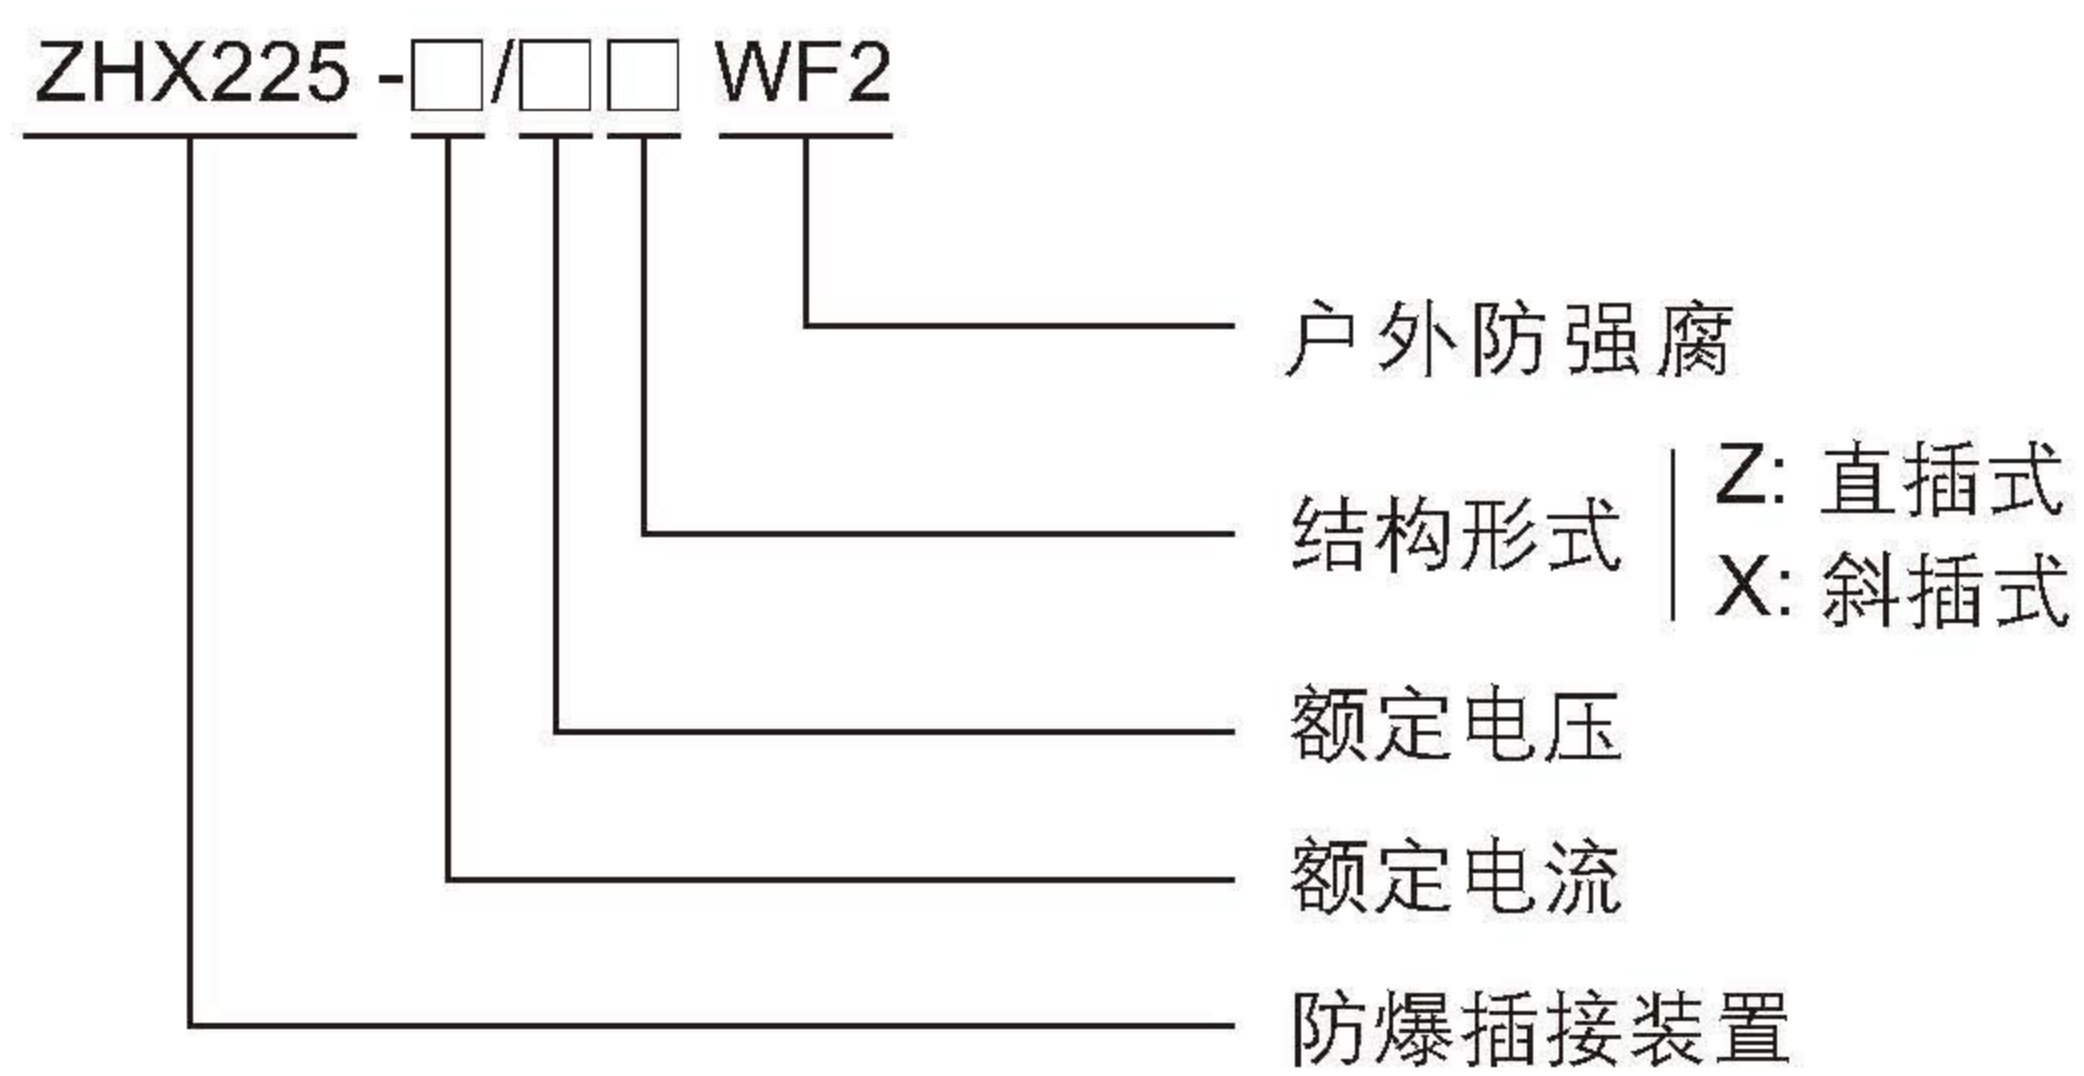 ZHX225-□/□□ WF2
户外防强腐
结构形式
Z: 直插式
X: 斜插式
额定电压
额定电流
防爆插接装置